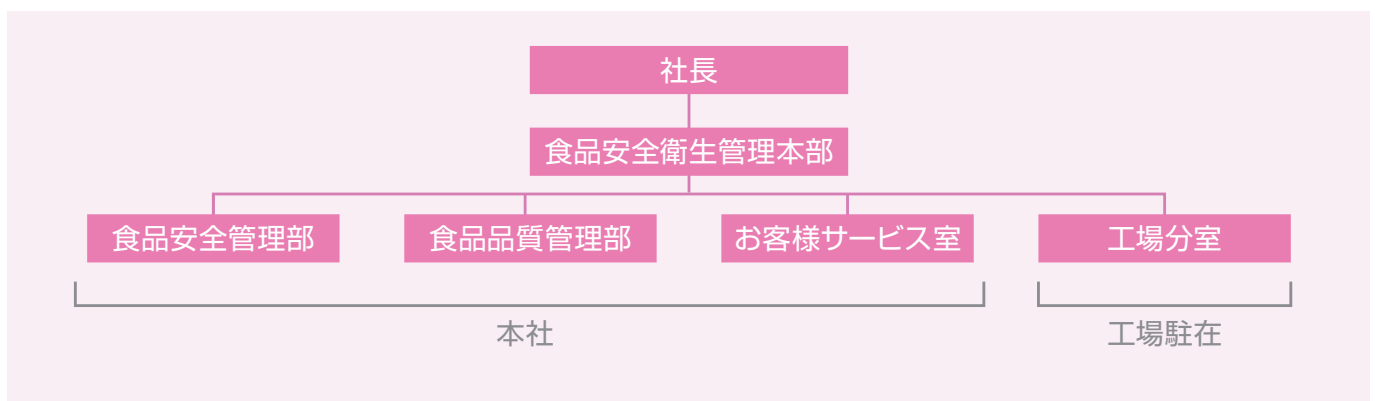 社長
食品安全衛生管理本部
食品安全管理部
食品品質管理部
お客様サービス室
工場分室
本社
工場駐在